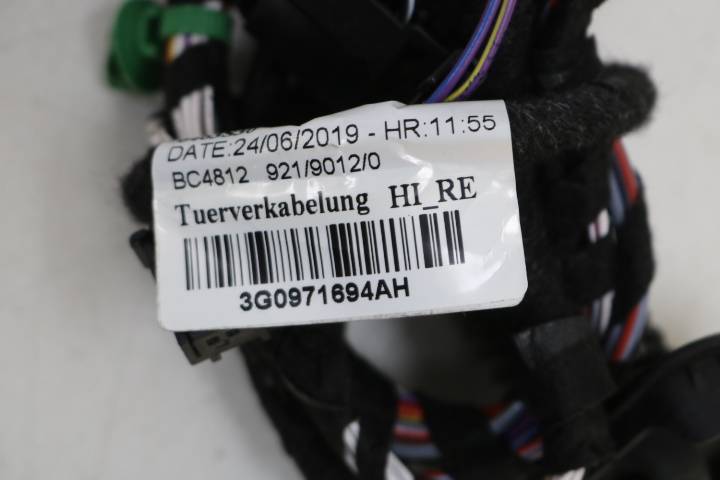 DATE:24/06/2019 - HR:11:55
BC4812 921/9012/0
Tuerverkabelung HI_RE
3G0971694AH